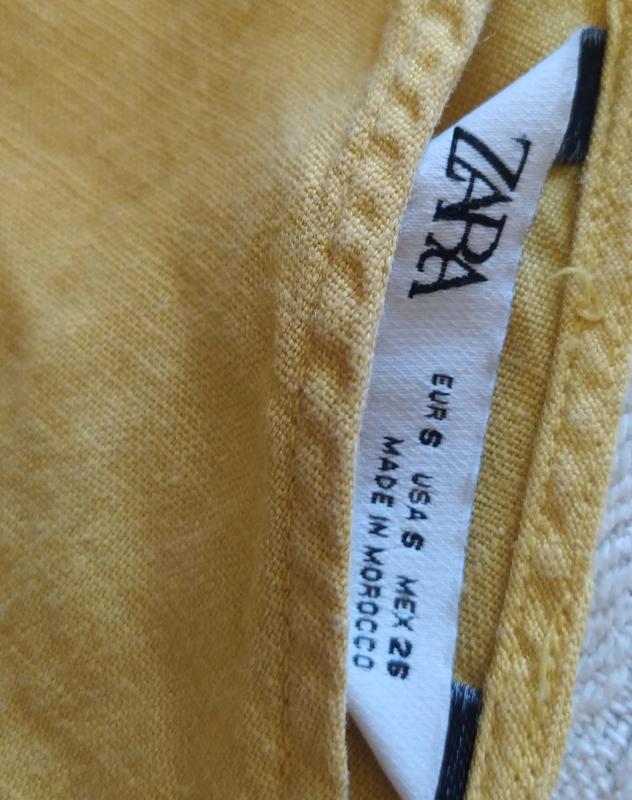 ZARA
EUR S USA S MEX 26
MADE IN MOROCCO